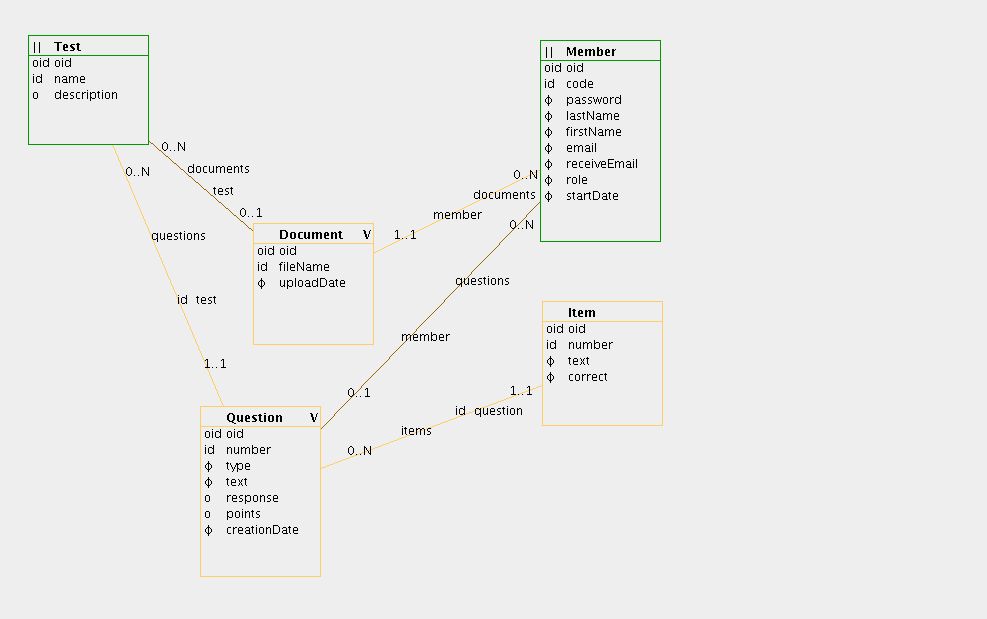 || Test
oid oid
id name
o description
|| Member
oid oid
id code
ϕ password
ϕ lastName
ϕ firstName
ϕ email
ϕ receiveEmail
ϕ role
ϕ startDate
0..N
documents
test
0..1
0..N
questions
id test
1..1
0..N
documents
member
1..1
0..N
questions
member
0..1
Document V
oid oid
id fileName
ϕ uploadDate
Item
oid oid
id number
ϕ text
ϕ correct
1..1
id question
items
0..N
Question V
oid oid
id number
ϕ type
ϕ text
o response
o points
ϕ creationDate